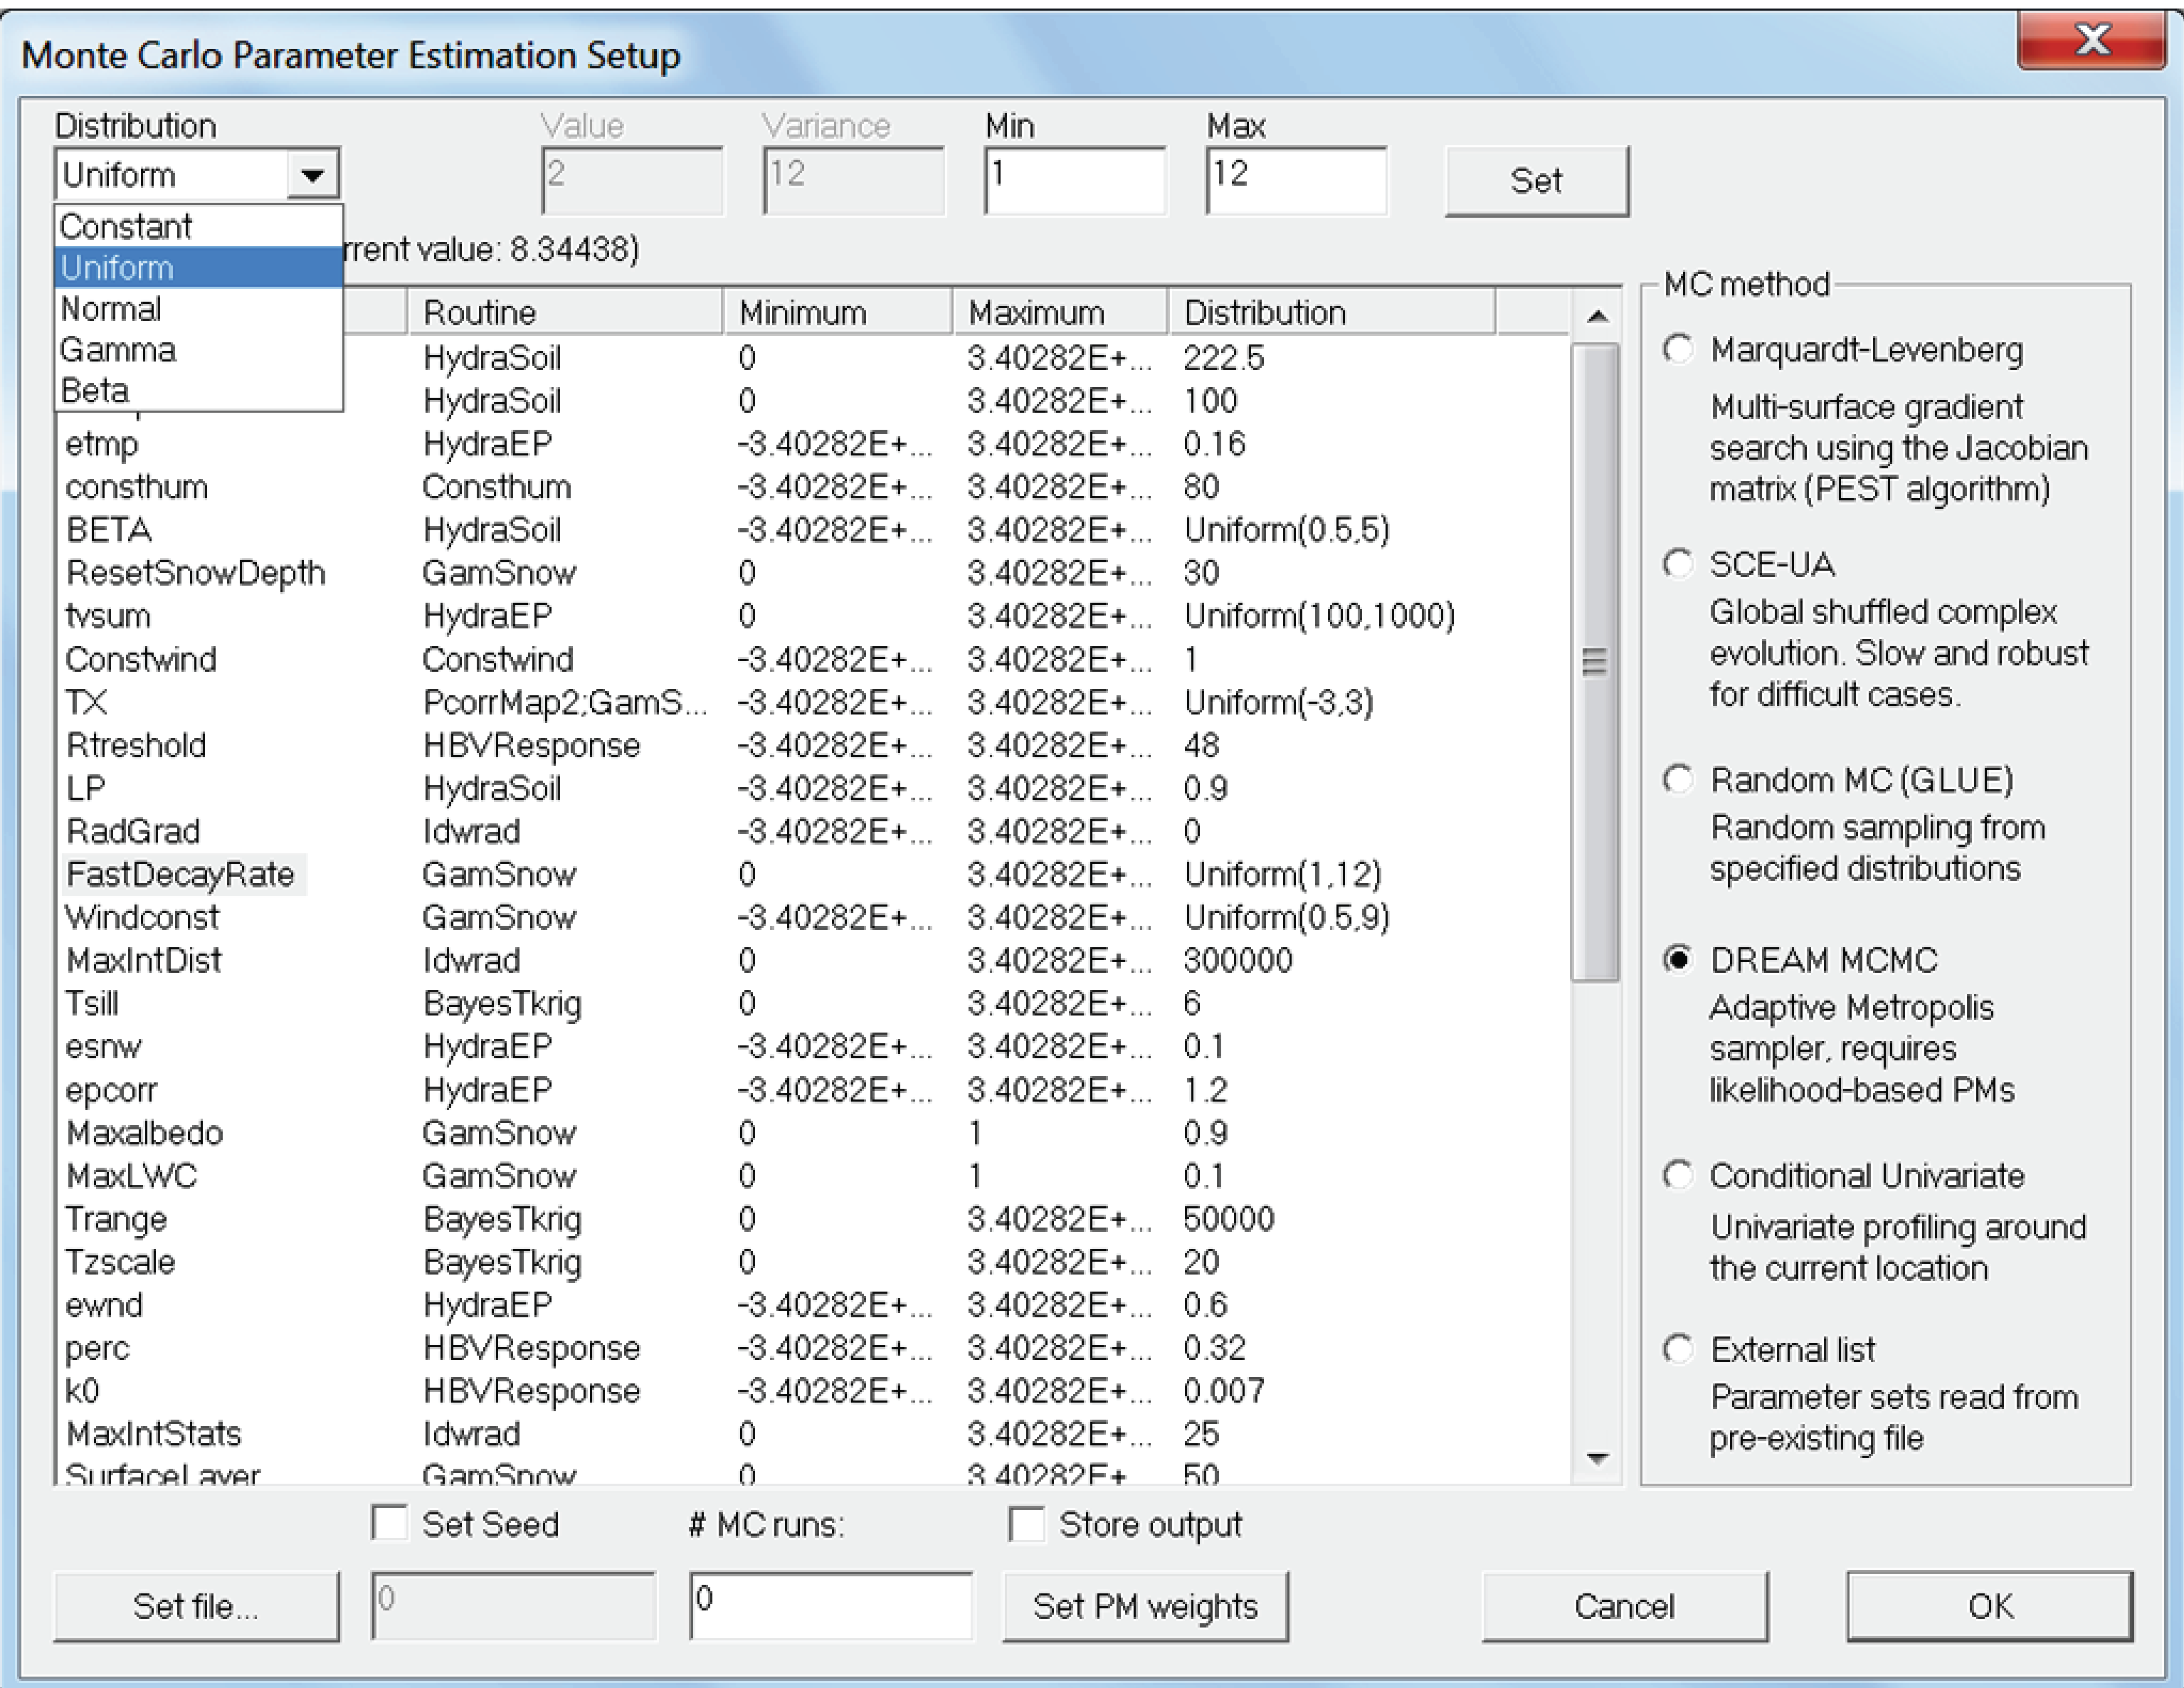 Monte Carlo Parameter Estimation Setup
X
Distribution Value Variance Min Max
Uniform 2 12 1 12 Set
Constant
Uniform
Normal
Gamma
Beta
rrent value: 8.34438)
Routine Minimum Maximum Distribution
HydraSoil 0 3.40282E+... 222.5
HydraSoil 0 3.40282E+... 100
etmp HydraEP -3.40282E+... 3.40282E+... 0.16
consthum Consthum -3.40282E+... 3.40282E+... 80
BETA HydraSoil -3.40282E+... 3.40282E+... Uniform(0.5,5)
ResetSnowDepth GamSnow 0 3.40282E+... 30
tvsum HydraEP 0 3.40282E+... Uniform(100,1000)
Constwind Constwind -3.40282E+... 3.40282E+... 1
TX PcorrMap2;GamS... -3.40282E+... 3.40282E+... Uniform(-3,3)
Rtreshold HBVResponse -3.40282E+... 3.40282E+... 48
LP HydraSoil -3.40282E+... 3.40282E+... 0.9
RadGrad Idwrad -3.40282E+... 3.40282E+... 0
FastDecayRate GamSnow 0 3.40282E+... Uniform(1,12)
Windconst GamSnow -3.40282E+... 3.40282E+... Uniform(0.5,9)
MaxIntDist Idwrad 0 3.40282E+... 300000
Tsill BayesTkrig 0 3.40282E+... 6
esnw HydraEP -3.40282E+... 3.40282E+... 0.1
epcorr HydraEP -3.40282E+... 3.40282E+... 1.2
Maxalbedo GamSnow 0 1 0.9
MaxLWC GamSnow 0 1 0.1
Trange BayesTkrig 0 3.40282E+... 50000
Tzscale BayesTkrig 0 3.40282E+... 20
ewnd HydraEP -3.40282E+... 3.40282E+... 0.6
perc HBVResponse -3.40282E+... 3.40282E+... 0.32
k0 HBVResponse -3.40282E+... 3.40282E+... 0.007
MaxIntStats Idwrad 0 3.40282E+... 25
SurfaceLayer GamSnow 0 3.40282E+ 50
MC method
Marquardt-Levenberg
Multi-surface gradient
search using the Jacobian
matrix (PEST algorithm)
SCE-UA
Global shuffled complex
evolution. Slow and robust
for difficult cases.
Random MC (GLUE)
Random sampling from
specified distributions
DREAM MCMC
Adaptive Metropolis
sampler, requires
likelihood-based PMs
Conditional Univariate
Univariate profiling around
the current location
External list
Parameter sets read from
pre-existing file
Set Seed # MC runs: Store output
Set file... 0 0 Set PM weights Cancel OK